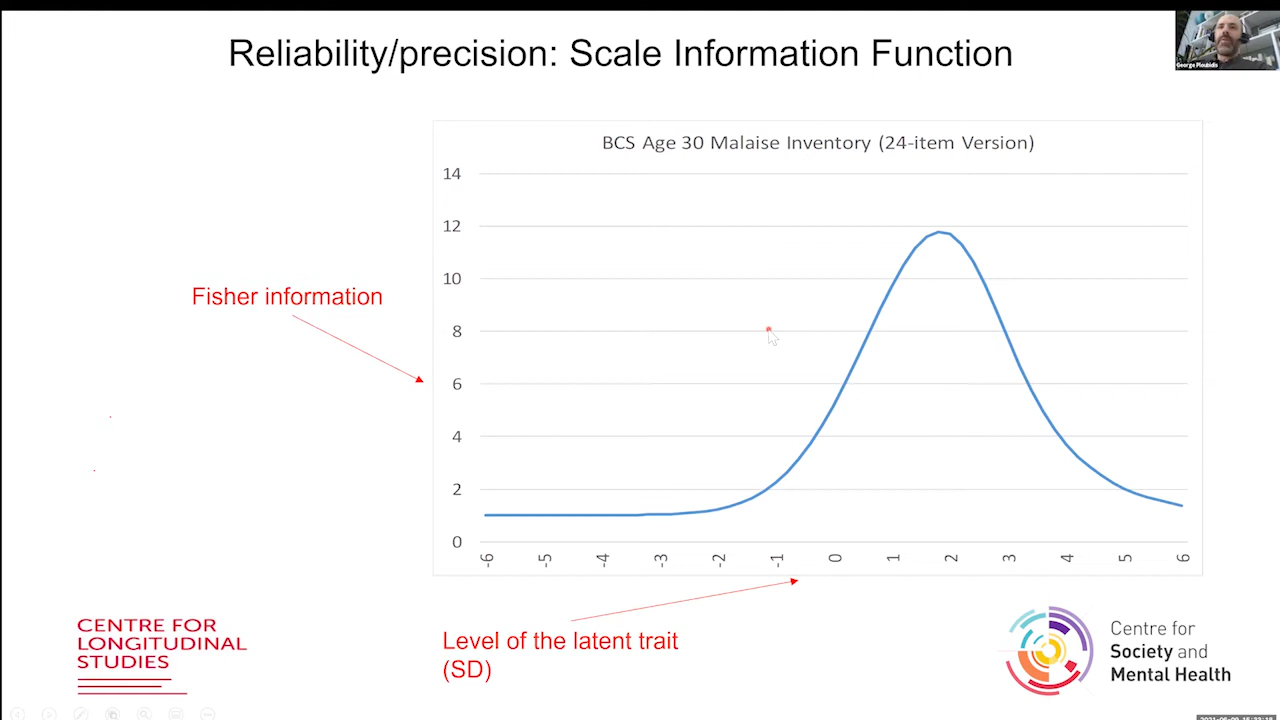 Reliability/precision: Scale Information Function
George Ploubidis
BCS Age 30 Malaise Inventory (24-item Version)
14
12
10
8
6
4
2
0
-6 -5 -4 -3 -2 -1 0 1 2 3 4 5 6
Fisher information
Level of the latent trait
(SD)
CENTRE FOR
LONGITUDINAL
STUDIES
Centre for
Society and
Mental Health